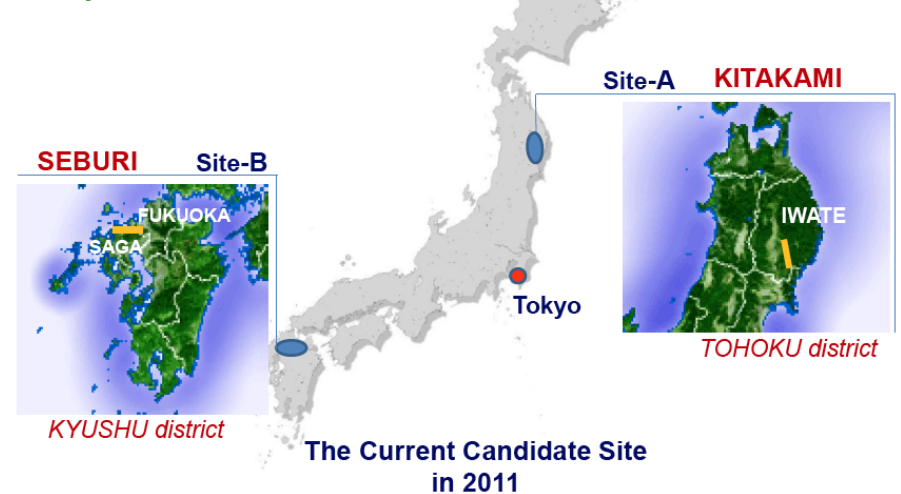 Site-A KITAKAMI
SEBURI Site-B
FUKUOKA
SAGA
IWATE
Tokyo
TOHOKU district
KYUSHU district
The Current Candidate Site
in 2011